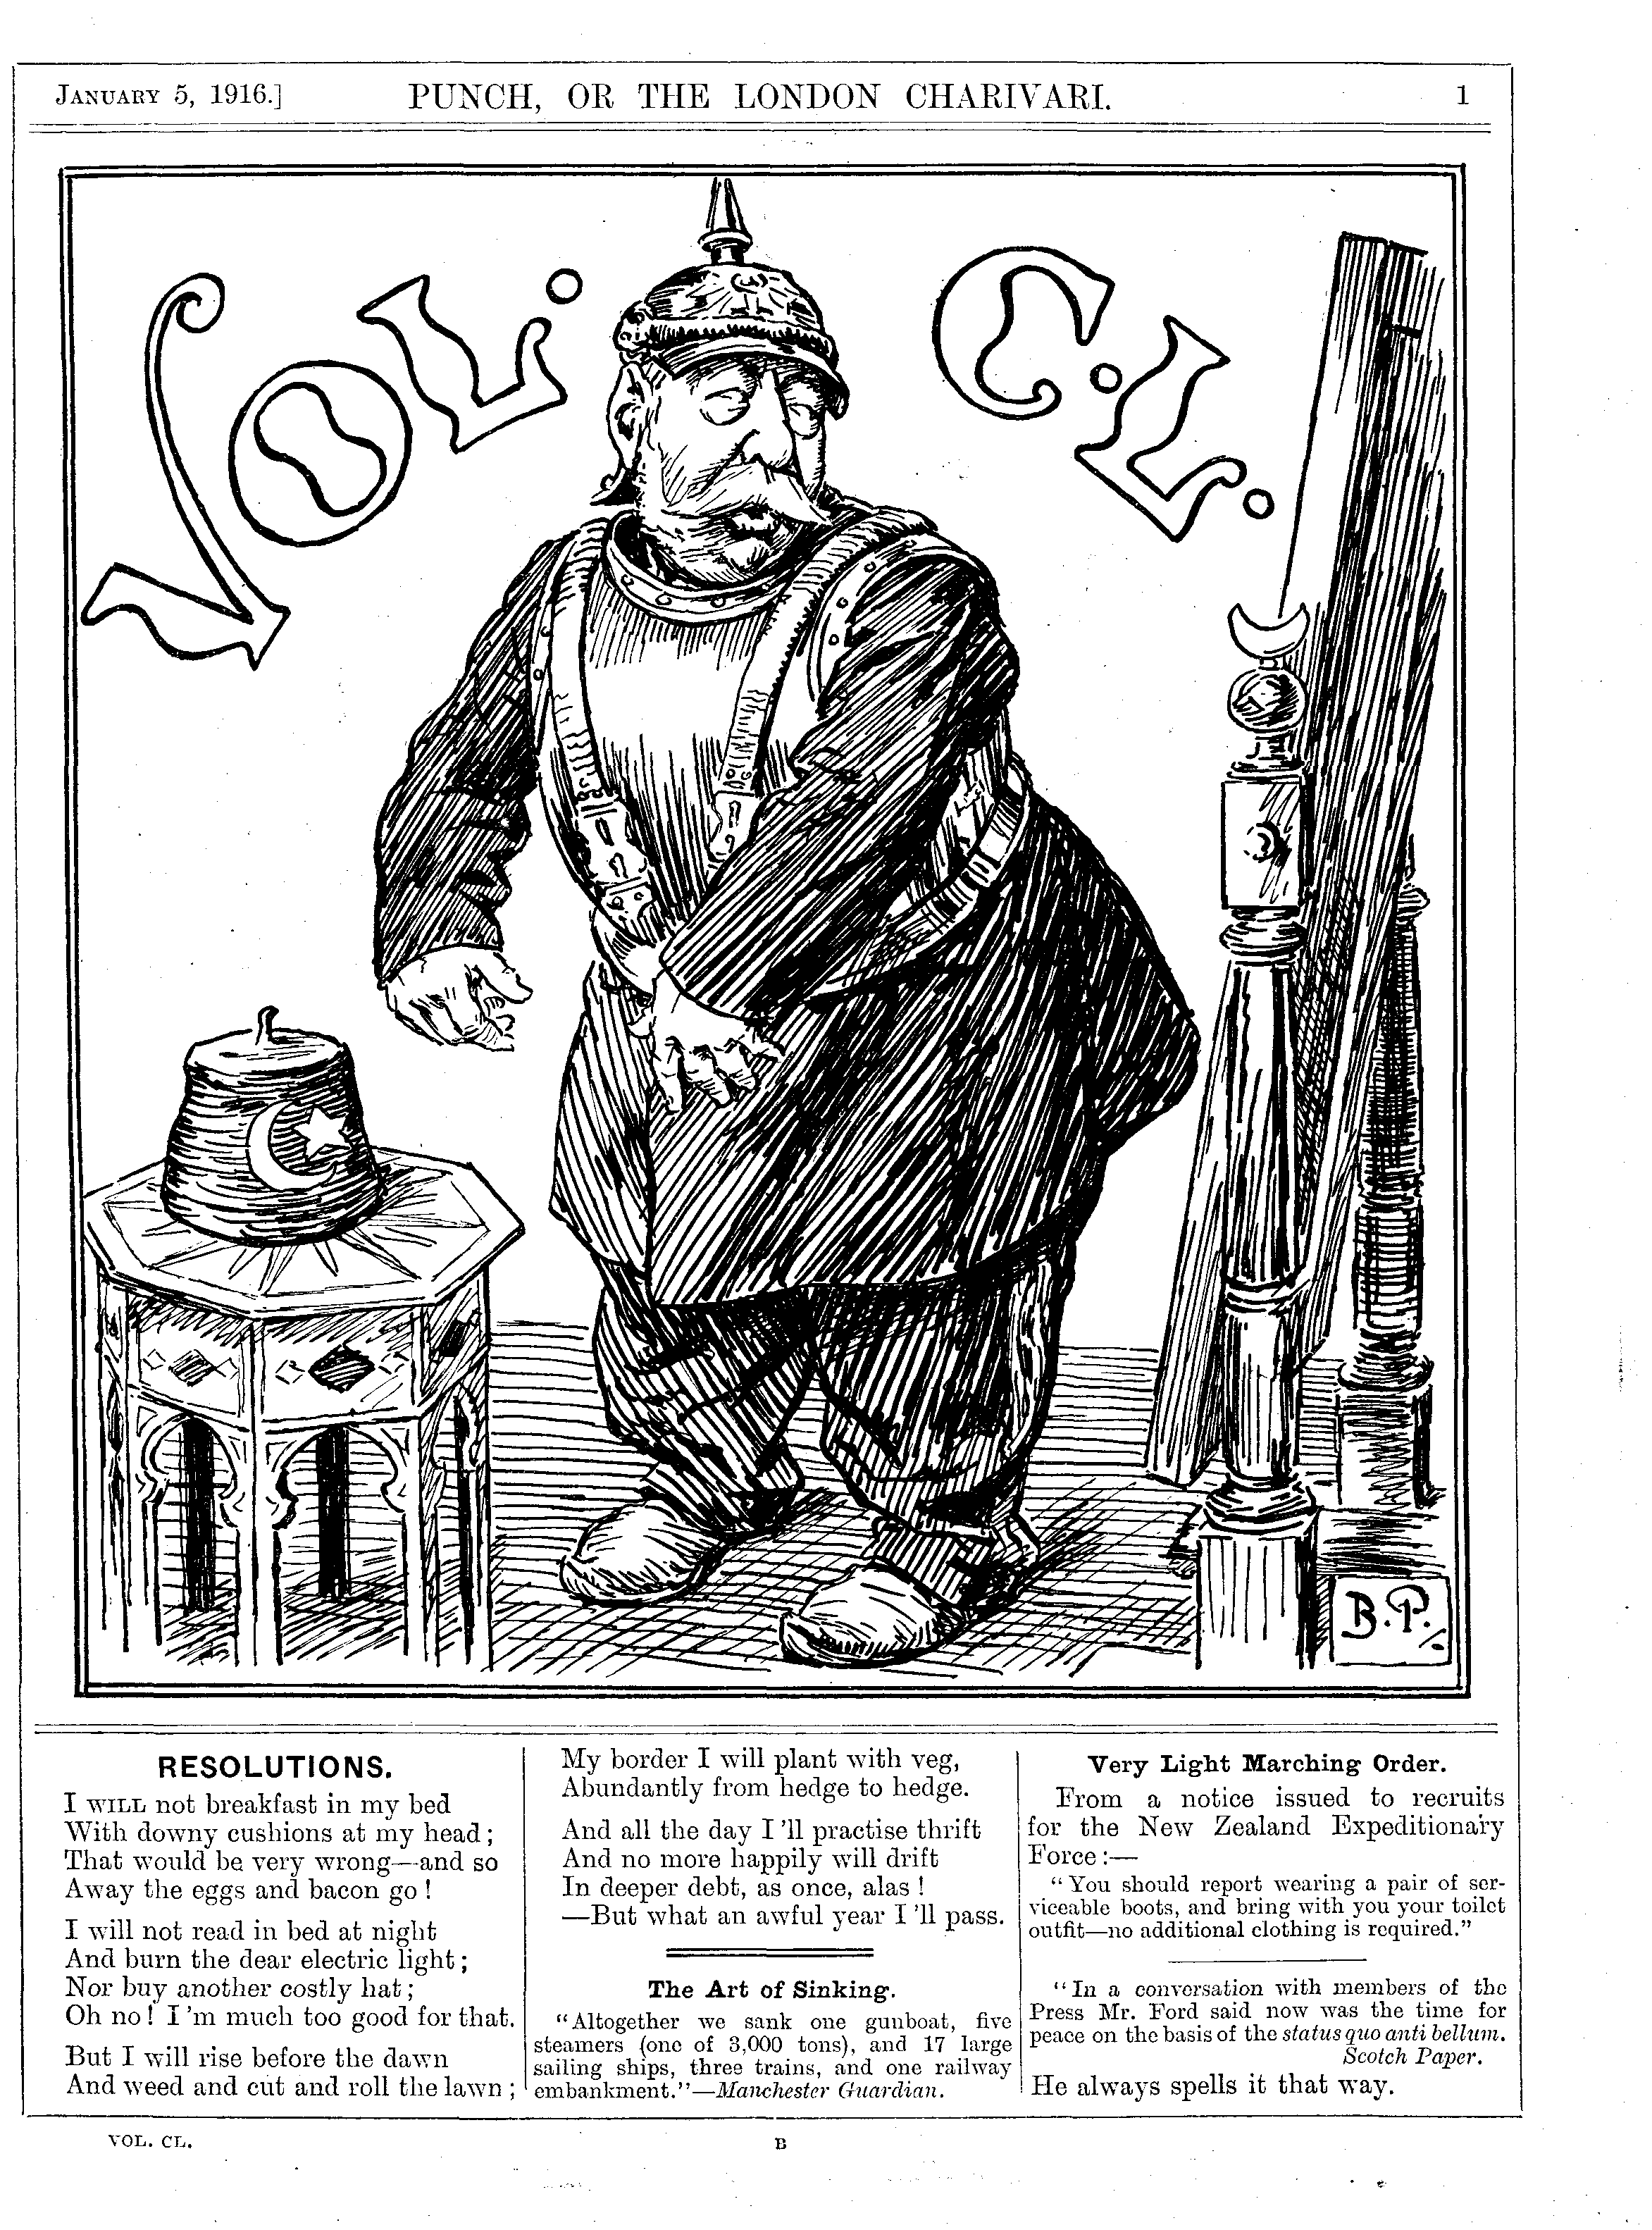 JANUARY 5, 1916.] PUNCH, OR THE LONDON CHARIVARI. 1
VOL. C.L.
B.P.
RESOLUTIONS.
I WILL not breakfast in my bed
With downy cushions at my head;
That would be very wrong—and so
Away the eggs and bacon go!
I will not read in bed at night
And burn the dear electric light;
Nor buy another costly hat;
Oh no! I'm much too good for that.
But I will rise before the dawn
And weed and cut and roll the lawn;
My border I will plant with veg,
Abundantly from hedge to hedge.
And all the day I'll practise thrift
And no more happily will drift
In deeper debt, as once, alas!
—But what an awful year I'll pass.
The Art of Sinking.
"Altogether we sank one gunboat, five
steamers (one of 3,000 tons), and 17 large
sailing ships, three trains, and one railway
embankment."—Manchester Guardian.
Very Light Marching Order.
From a notice issued to recruits
for the New Zealand Expeditionary
Force:—
"You should report wearing a pair of ser-
viceable boots, and bring with you your toilet
outfit—no additional clothing is required."
"In a conversation with members of the
Press Mr. Ford said now was the time for
peace on the basis of the status quo anti bellum.
Scotch Paper.
He always spells it that way.
VOL. CL.
B